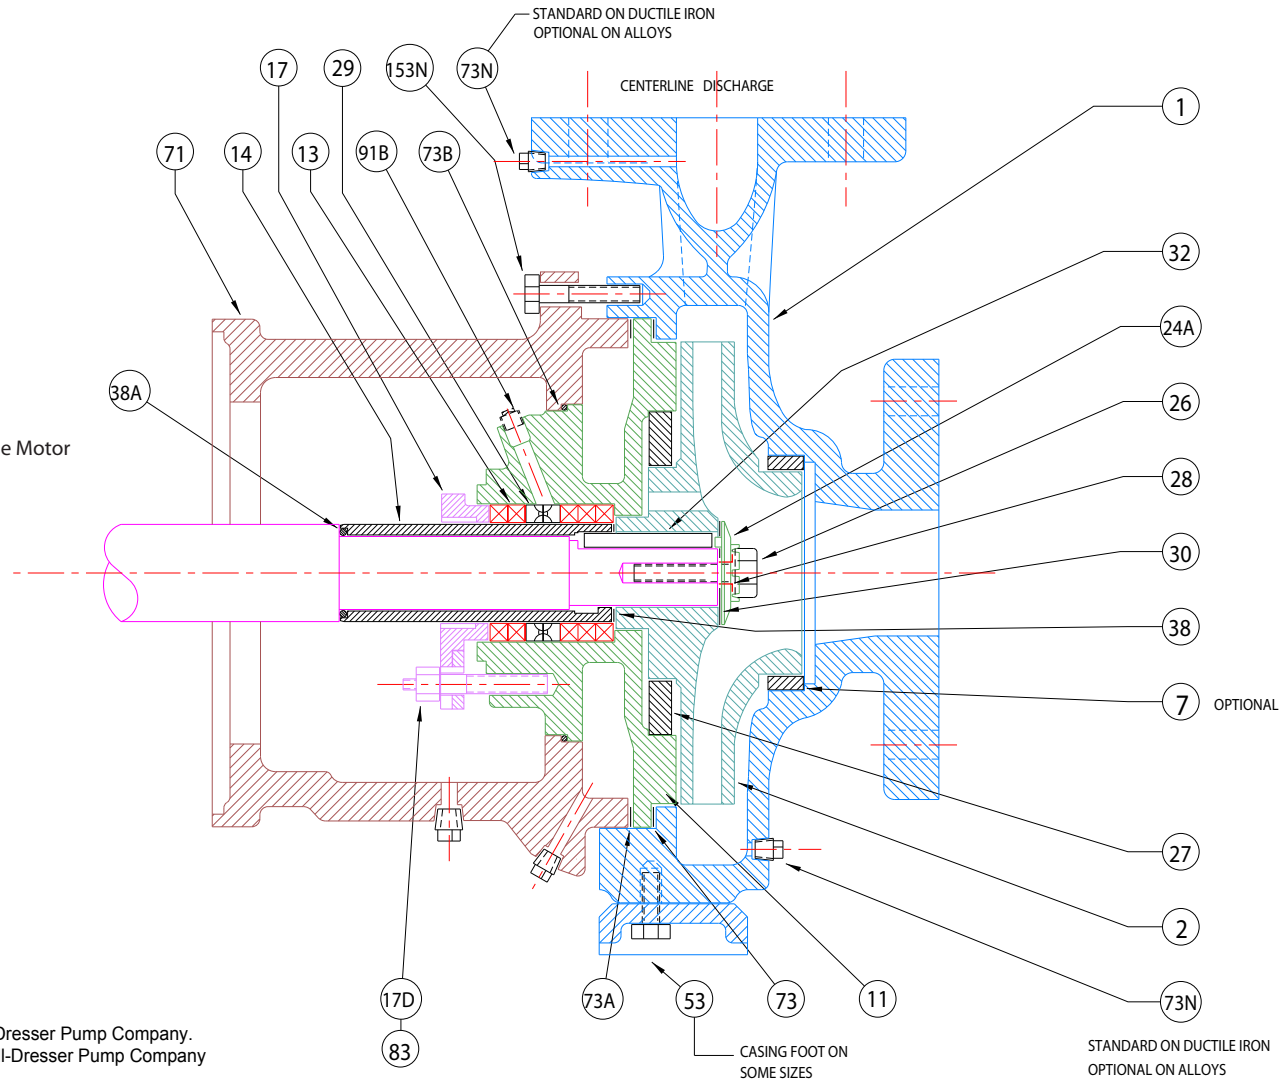 STANDARD ON DUCTILE IRON
OPTIONAL ON ALLOYS
17
29
153N
73N
CENTERLINE DISCHARGE
1
71
14
13
91B
73B
32
24A
38A
26
e Motor
28
30
38
7 OPTIONAL
27
2
17D
73A
53
73
11
73N
83
Dresser Pump Company.
l-Dresser Pump Company
CASING FOOT ON
SOME SIZES
STANDARD ON DUCTILE IRON
OPTIONAL ON ALLOYS